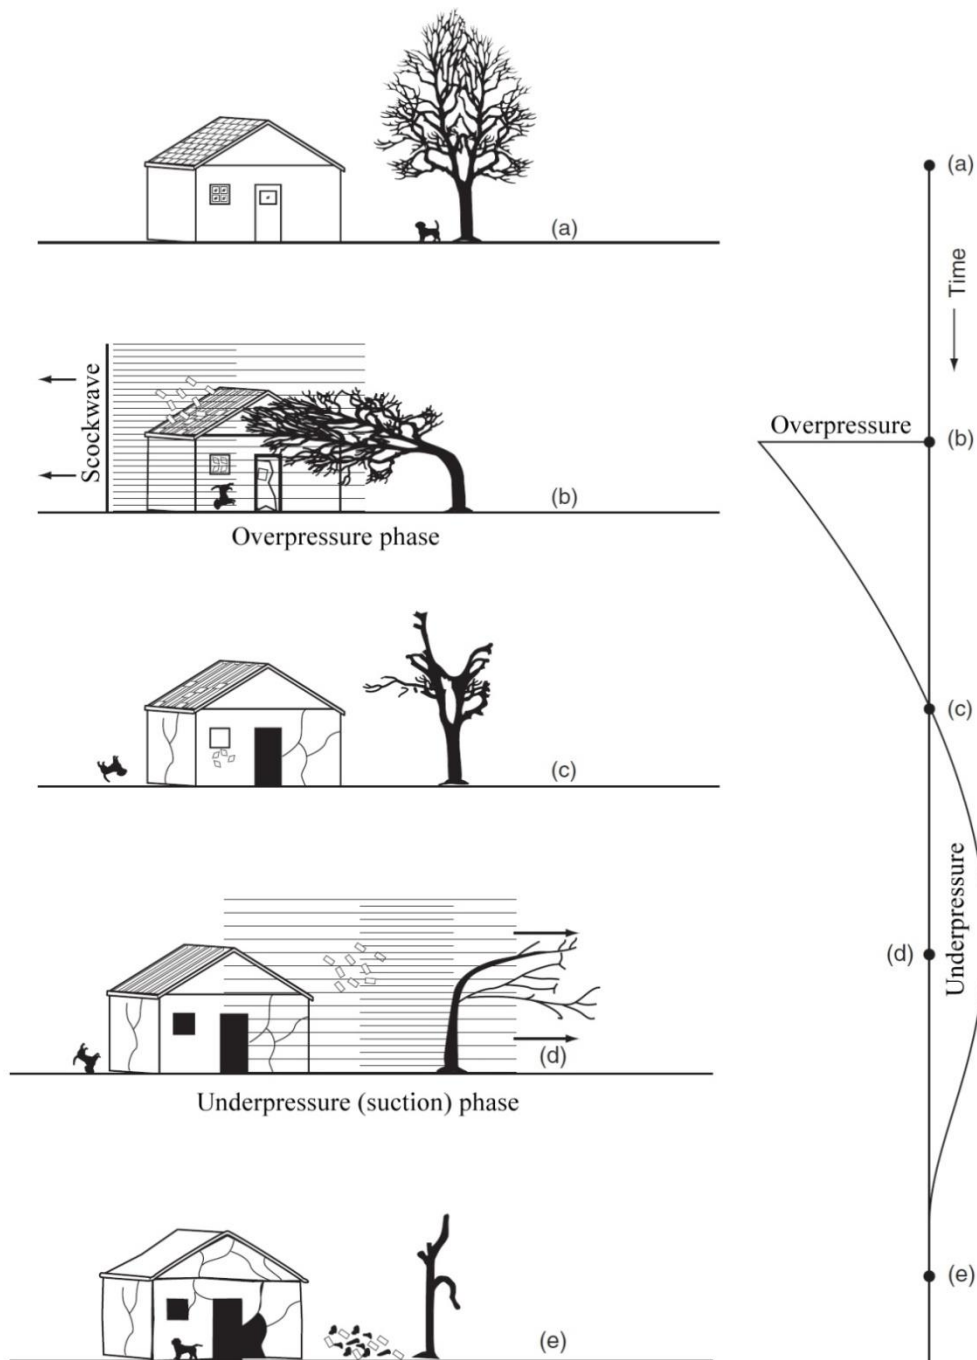 (a)
(a)
Time
Scockwave
(b)
Overpressure phase
Overpressure
(b)
(c)
(c)
(d)
Underpressure (suction) phase
(d)
Underpressure
(e)
(e)